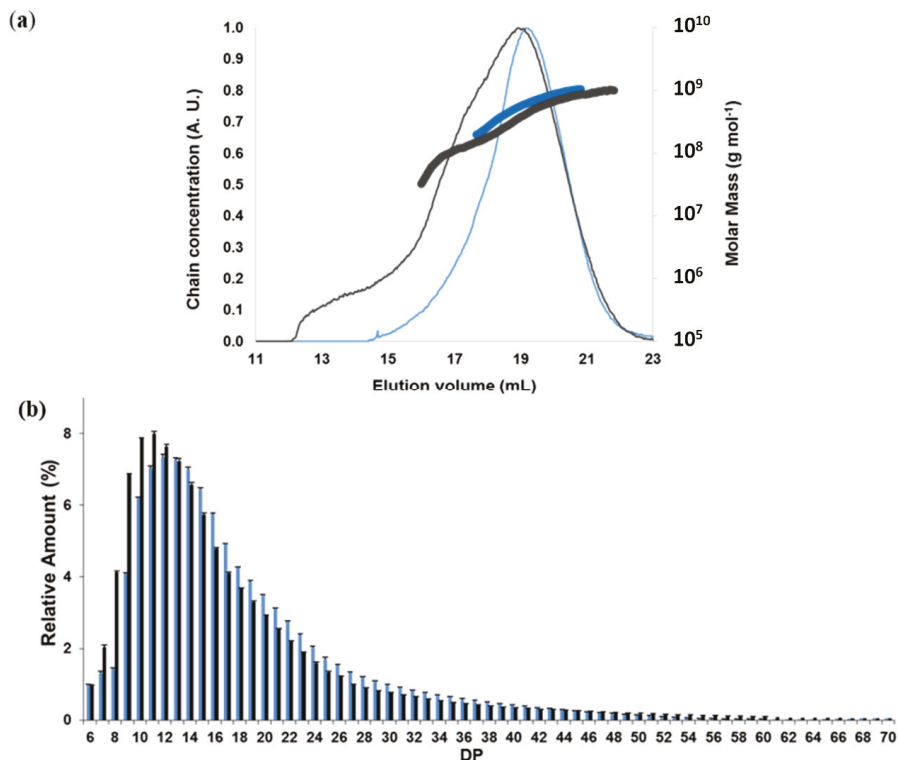 (a)
Chain concentration (A. U.)
1.0
0.9
0.8
0.7
0.6
0.5
0.4
0.3
0.2
0.1
0.0
11 13 15 17 19 21 23
Elution volume (mL)
10¹⁰
10⁹
10⁸
10⁷
10⁶
10⁵
Molar Mass (g mol⁻¹)
(b)
Relative Amount (%)
8
6
4
2
0
6 8 10 12 14 16 18 20 22 24 26 28 30 32 34 36 38 40 42 44 46 48 50 52 54 56 58 60 62 64 66 68 70
DP